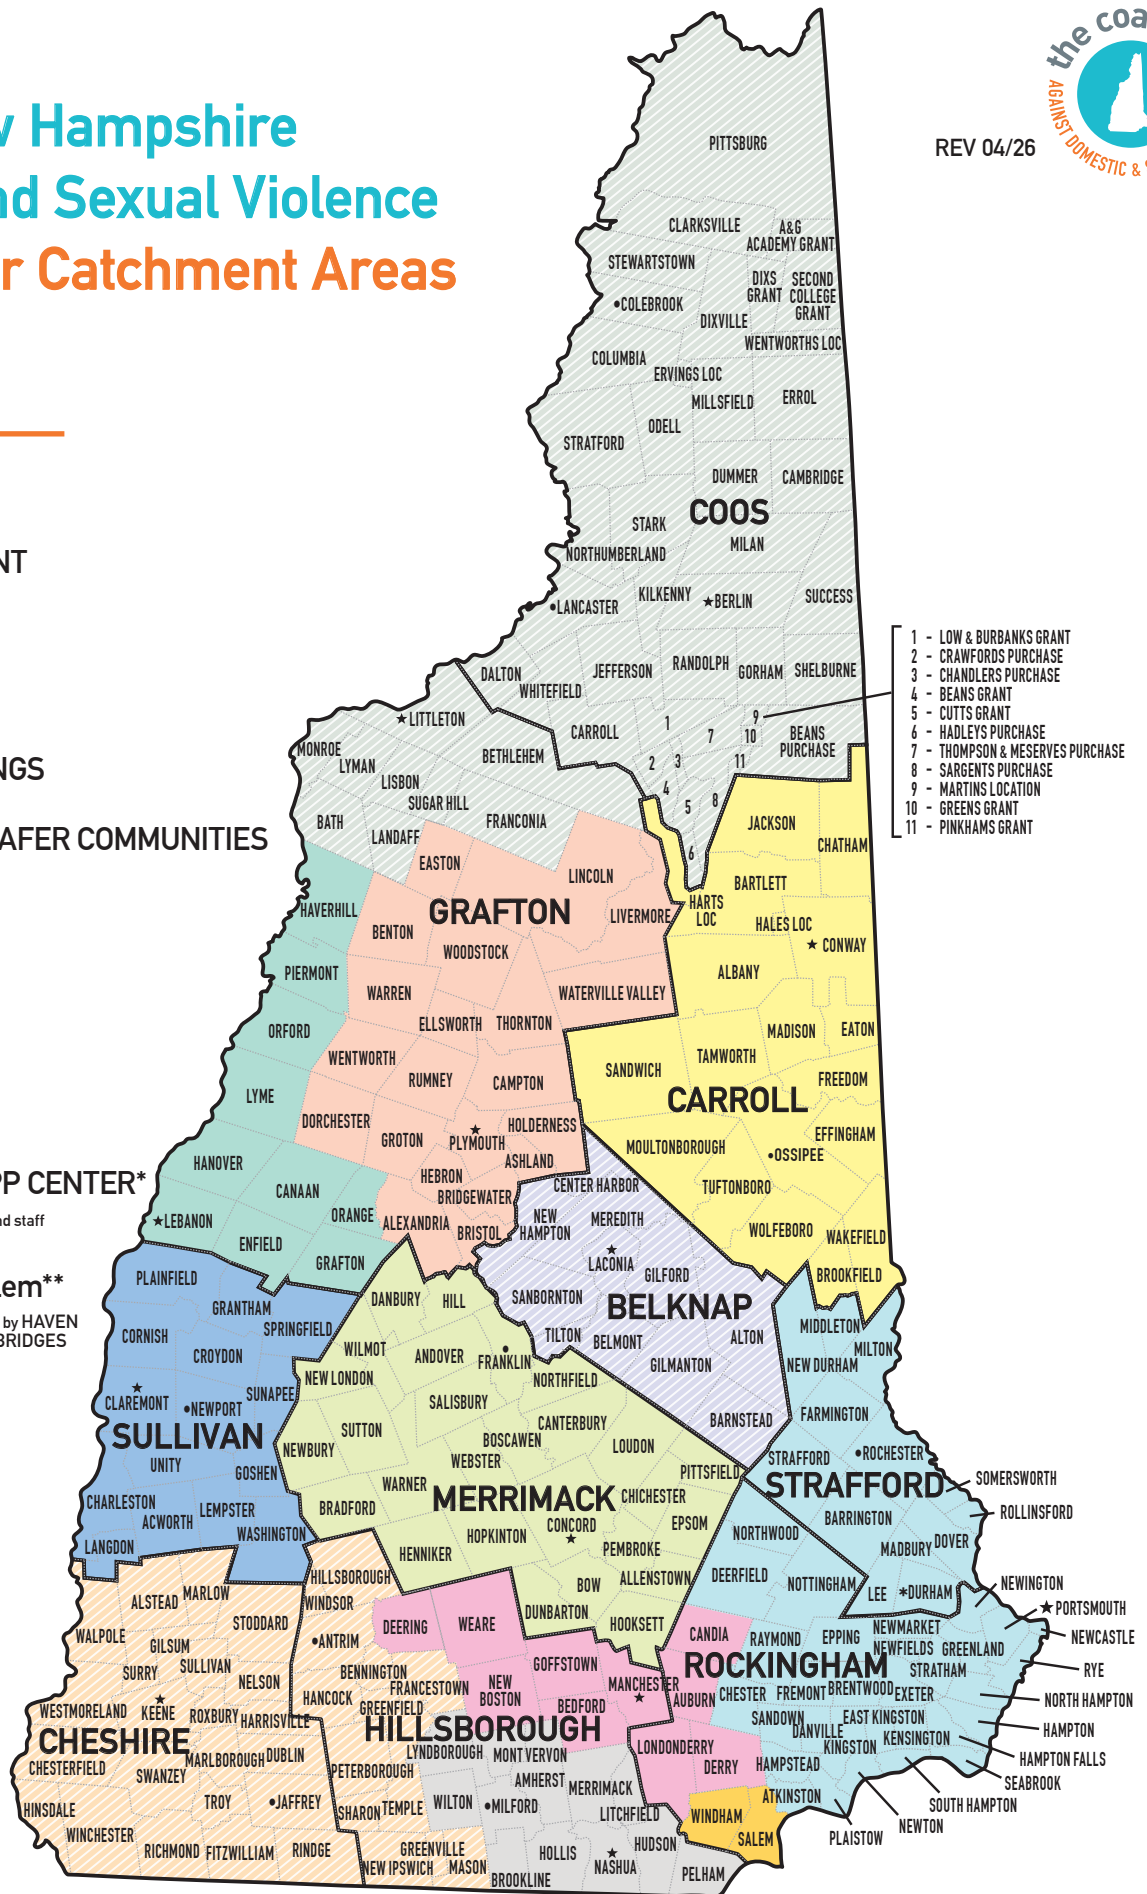 the coa
AGAINST DOMESTIC &
REV 04/26
Hampshire
Sexual Violence
Catchment Areas
NT
NGS
AFER COMMUNITIES
PP CENTER*
staff
em**
by HAVEN
BRIDGES
PITTSBURG
CLARKSVILLE
A&G
ACADEMY GRANT
STEWARTSTOWN
DIXS
GRANT
SECOND
COLLEGE
GRANT
•COLEBROOK
DIXVILLE
WENTWORTHS LOC
COLUMBIA
ERVINGS LOC
MILLSFIELD
ERROL
ODELL
STRATFORD
DUMMER
CAMBRIDGE
COOS
STARK
MILAN
NORTHUMBERLAND
KILKENNY
★BERLIN
SUCCESS
•LANCASTER
DALTON
WHITEFIELD
JEFFERSON
RANDOLPH
GORHAM
SHELBURNE
CARROLL
1
7
9
10
BEANS
PURCHASE
2
3
11
4
5
8
6
1 - LOW & BURBANKS GRANT
2 - CRAWFORDS PURCHASE
3 - CHANDLERS PURCHASE
4 - BEANS GRANT
5 - CUTTS GRANT
6 - HADLEYS PURCHASE
7 - THOMPSON & MESERVES PURCHASE
8 - SARGENTS PURCHASE
9 - MARTINS LOCATION
10 - GREENS GRANT
11 - PINKHAMS GRANT
★LITTLETON
MONROE
LYMAN
LISBON
BETHLEHEM
SUGAR HILL
BATH
LANDAFF
FRANCONIA
EASTON
LINCOLN
GRAFTON
HAVERHILL
BENTON
LIVERMORE
WOODSTOCK
PIERMONT
WARREN
WATERVILLE VALLEY
ORFORD
ELLSWORTH
THORNTON
WENTWORTH
RUMNEY
CAMPTON
LYME
DORCHESTER
GROTON
★
PLYMOUTH
HOLDERNESS
ASHLAND
HANOVER
HEBRON
CANAAN
BRIDGEWATER
★LEBANON
ORANGE
ALEXANDRIA
BRISTOL
ENFIELD
GRAFTON
JACKSON
CHATHAM
BARTLETT
HARTS
LOC
HALES LOC
★ CONWAY
ALBANY
MADISON
EATON
SANDWICH
TAMWORTH
FREEDOM
CARROLL
MOULTONBOROUGH
EFFINGHAM
•OSSIPEE
TUFTONBORO
WOLFEBORO
WAKEFIELD
BROOKFIELD
CENTER HARBOR
NEW
HAMPTON
MEREDITH
★
LACONIA
GILFORD
SANBORNTON
BELKNAP
TILTON
BELMONT
ALTON
GILMANTON
BARNSTEAD
PLAINFIELD
GRANTHAM
CORNISH
SPRINGFIELD
CROYDON
★
CLAREMONT
•NEWPORT
SUNAPEE
SULLIVAN
UNITY
GOSHEN
CHARLESTON
ACWORTH
LEMPSTER
LANGDON
WASHINGTON
DANBURY
HILL
WILMOT
ANDOVER
•
FRANKLIN
NEW LONDON
NORTHFIELD
SALISBURY
SUTTON
CANTERBURY
BOSCAWEN
NEWBURY
LOUDON
WEBSTER
WARNER
PITTSFIELD
MERRIMACK
CHICHESTER
BRADFORD
HOPKINTON
CONCORD
★
EPSOM
HENNIKER
PEMBROKE
BOW
ALLENSTOWN
DUNBARTON
HOOKSETT
MIDDLETON
MILTON
NEW DURHAM
FARMINGTON
STRAFFORD
•ROCHESTER
STRAFFORD
SOMERSWORTH
ROLLINSFORD
BARRINGTON
MADBURY
DOVER
LEE
*DURHAM
NORTHWOOD
DEERFIELD
NOTTINGHAM
NEWINGTON
★PORTSMOUTH
NEWCASTLE
CANDIA
RAYMOND
EPPING
NEWMARKET
NEWFIELDS
GREENLAND
ROCKINGHAM
STRATHAM
RYE
AUBURN
CHESTER
FREMONT
BRENTWOOD
EXETER
NORTH HAMPTON
SANDOWN
EAST KINGSTON
DANVILLE
KINGSTON
KENSINGTON
HAMPTON
LONDONDERRY
HAMPTON FALLS
DERRY
HAMPSTEAD
SEABROOK
ATKINSON
SOUTH HAMPTON
WINDHAM
NEWTON
PLAISTOW
SALEM
HILLSBOROUGH
WINDSOR
DEERING
WEARE
•ANTRIM
GOFFSTOWN
BENNINGTON
FRANCESTOWN
NEW
BOSTON
MANCHESTER
★
HANCOCK
GREENFIELD
BEDFORD
HILLSBOROUGH
LYNDBOROUGH
MONT VERNON
PETERBOROUGH
AMHERST
MERRIMACK
WILTON
•MILFORD
LITCHFIELD
SHARON
TEMPLE
HUDSON
GREENVILLE
HOLLIS
★
NASHUA
NEW IPSWICH
MASON
BROOKLINE
PELHAM
ALSTEAD
MARLOW
STODDARD
WALPOLE
GILSUM
SULLIVAN
SURRY
NELSON
★
WESTMORELAND
KEENE
ROXBURY
HARRISVILLE
CHESHIRE
MARLBOROUGH
DUBLIN
CHESTERFIELD
SWANZEY
HINSDALE
TROY
•JAFFREY
WINCHESTER
RICHMOND
FITZWILLIAM
RINDGE